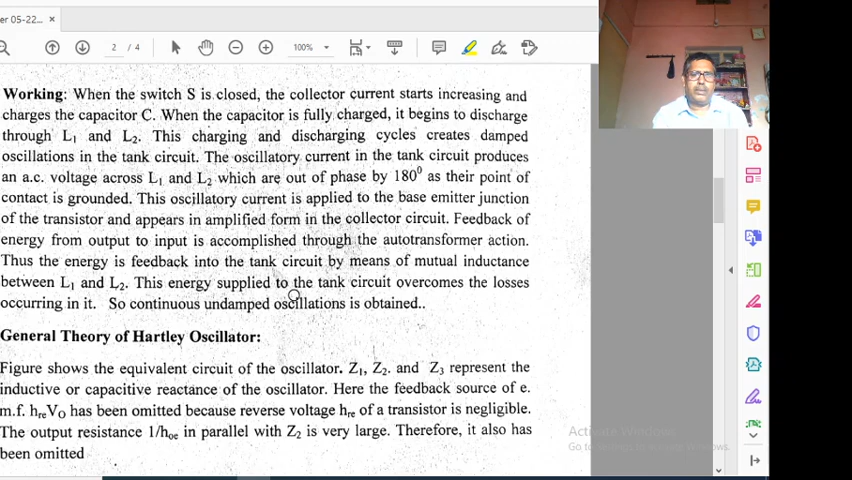 er 05-22...
2 / 4
100%
Working: When the switch S is closed, the collector current starts increasing and
charges the capacitor C. When the capacitor is fully charged, it begins to discharge
through L₁ and L₂. This charging and discharging cycles creates damped
oscillations in the tank circuit. The oscillatory current in the tank circuit produces
an a.c. voltage across L₁ and L₂ which are out of phase by 180⁰ as their point of
contact is grounded. This oscillatory current is applied to the base emitter junction
of the transistor and appears in amplified form in the collector circuit. Feedback of
energy from output to input is accomplished through the autotransformer action.
Thus the energy is feedback into the tank circuit by means of mutual inductance
between L₁ and L₂. This energy supplied to the tank circuit overcomes the losses
occurring in it. So continuous undamped oscillations is obtained..
General Theory of Hartley Oscillator:
Figure shows the equivalent circuit of the oscillator. Z₁, Z₂. and Z₃ represent the
inductive or capacitive reactance of the oscillator. Here the feedback source of e.
m.f. hᵣₑV₀ has been omitted because reverse voltage hᵣₑ of a transistor is negligible.
The output resistance 1/hₒₑ in parallel with Z₂ is very large. Therefore, it also has
been omitted
Activate Windows
Go to Settings to activate Windows.